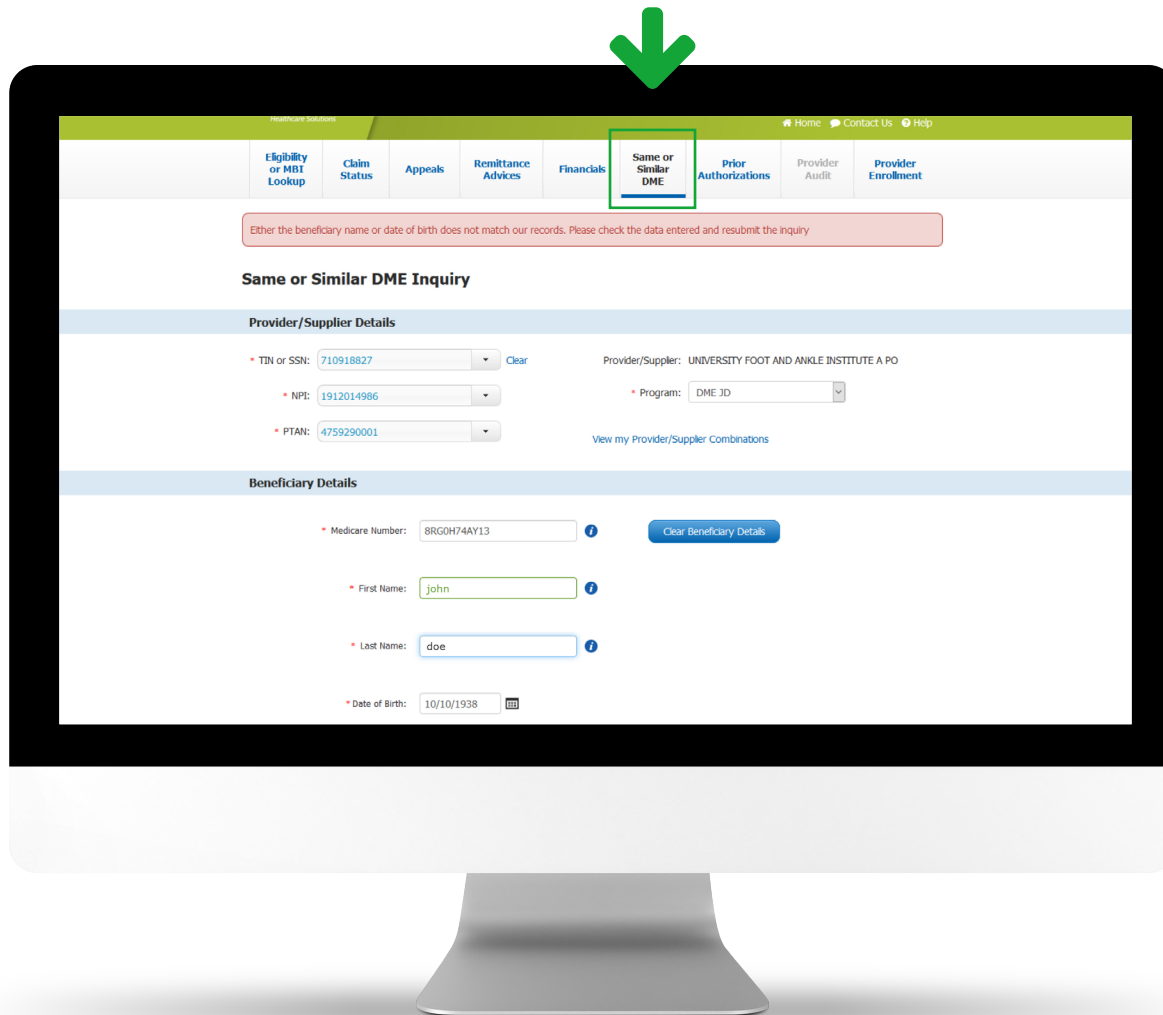 Healthcare Solutions
Home Contact Us Help
Eligibility or MBI Lookup
Claim Status
Appeals
Remittance Advices
Financials
Same or Similar DME
Prior Authorizations
Provider Audit
Provider Enrollment
Either the beneficiary name or date of birth does not match our records. Please check the data entered and resubmit the inquiry
Same or Similar DME Inquiry
Provider/Supplier Details
* TIN or SSN: 710918827 Clear
Provider/Supplier: UNIVERSITY FOOT AND ANKLE INSTITUTE A PO
* NPI: 1912014986
* Program: DME JD
* PTAN: 4759290001
View my Provider/Supplier Combinations
Beneficiary Details
* Medicare Number: 8RG0H74AY13
Clear Beneficiary Details
* First Name: john
* Last Name: doe
* Date of Birth: 10/10/1938